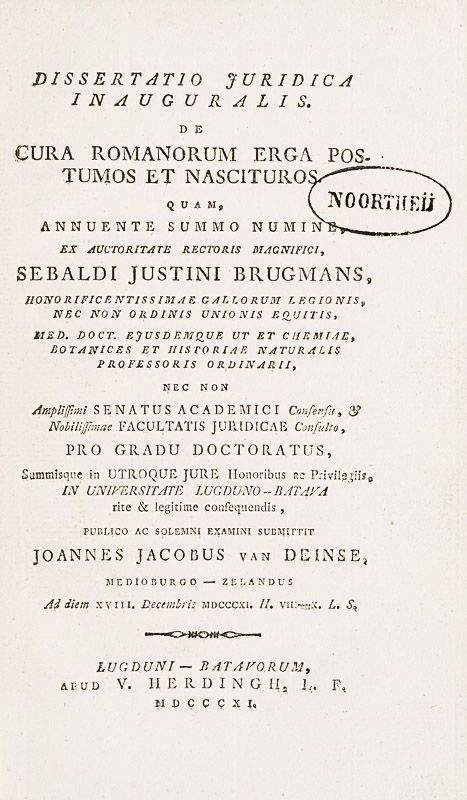 DISSERTATIO JURIDICA
INAUGURALIS.
DE
CURA ROMANORUM ERGA POS-
TUMOS ET NASCITUROS.
NOORTHEIJ
QUAM,
ANNUENTE SUMMO NUMINE,
EX AUCTORITATE RECTORIS MAGNIFICI,
SEBALDI JUSTINI BRUGMANS,
HONORIFICENTISSIMAE GALLORUM LEGIONIS,
NEC NON ORDINIS UNIONIS EQUITIS,
MED. DOCT. EJUSDEMQUE UT ET CHEMIAE,
BOTANICES ET HISTORIAE NATURALIS
PROFESSORIS ORDINARII,
NEC NON
Ampliſſimi SENATUS ACADEMICI Conſenſu, &
Nobiliſſimae FACULTATIS JURIDICAE Conſulto,
PRO GRADU DOCTORATUS,
Summisque in UTROQUE JURE Honoribus ac Privilegiis,
IN UNIVERSITATE LUGDUNO-BATAVA
rite & legitime conſequendis,
PUBLICO AC SOLEMNI EXAMINI SUBMITTIT
JOANNES JACOBUS VAN DEINSE,
MEDIOBURGO — ZELANDUS
Ad diem XVIII. Decembris MDCCCXI. H. L. S.
LUGDUNI — BATAVORUM,
APUD V. HERDINGH, L. F.
MDCCCXI.